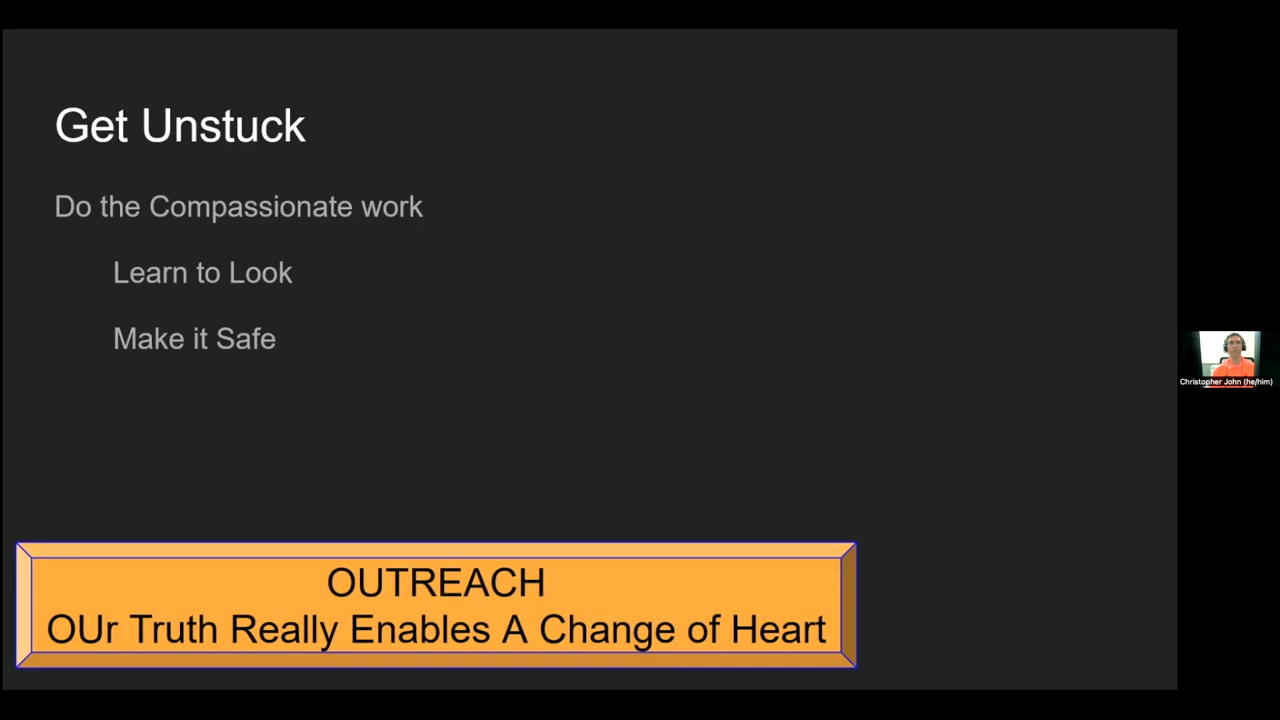 Get Unstuck
Do the Compassionate work
Learn to Look
Make it Safe
Christopher John (he/him)
OUTREACH
OUr Truth Really Enables A Change of Heart